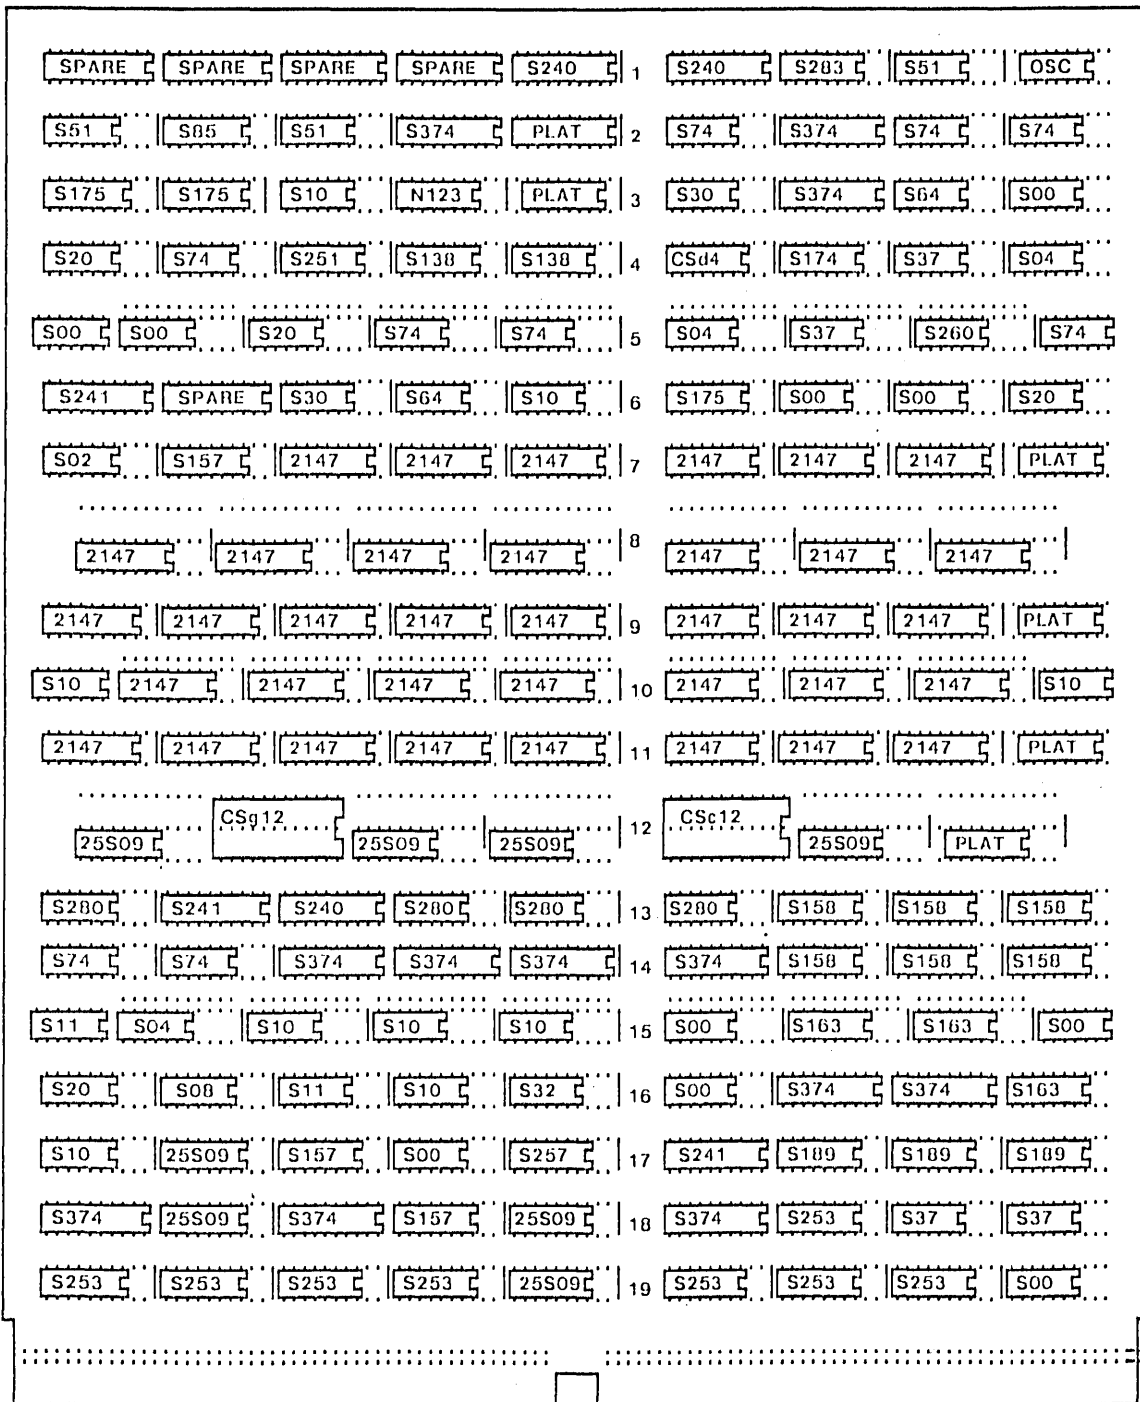 SPARE SPARE SPARE SPARE S240 1 S240 S283 S51 OSC
S51 S85 S51 S374 PLAT 2 S74 S374 S74 S74
S175 S175 S10 N123 PLAT 3 S30 S374 S64 S00
S20 S74 S251 S138 S138 4 CSd4 S174 S37 S04
S00 S00 S20 S74 S74 5 S04 S37 S260 S74
S241 SPARE S30 S64 S10 6 S175 S00 S00 S20
S02 S157 2147 2147 2147 7 2147 2147 2147 PLAT
2147 2147 2147 2147 8 2147 2147 2147
2147 2147 2147 2147 2147 9 2147 2147 2147 PLAT
S10 2147 2147 2147 2147 10 2147 2147 2147 S10
2147 2147 2147 2147 2147 11 2147 2147 2147 PLAT
25S09 CSg12 25S09 25S09 12 CSc12 25S09 PLAT
S280 S241 S240 S280 S280 13 S280 S158 S158 S158
S74 S74 S374 S374 S374 14 S374 S158 S158 S158
S11 S04 S10 S10 S10 15 S00 S163 S163 S00
S20 S08 S11 S10 S32 16 S00 S374 S374 S163
S10 25S09 S157 S00 S257 17 S241 S189 S189 S189
S374 25S09 S374 S157 25S09 18 S374 S253 S37 S37
S253 S253 S253 S253 25S09 19 S253 S253 S253 S00